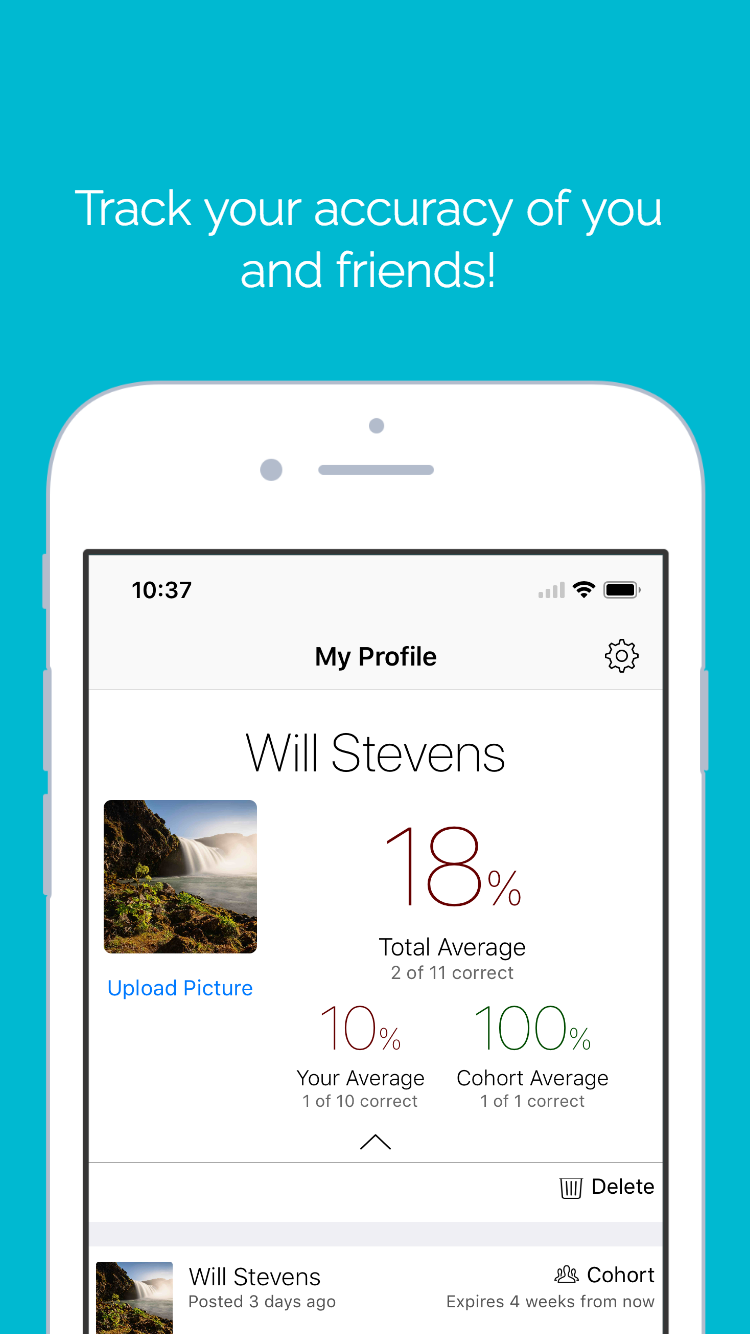 Track your accuracy of you
and friends!
10:37
My Profile
Will Stevens
18%
Total Average
2 of 11 correct
Upload Picture
10% 100%
Your Average Cohort Average
1 of 10 correct 1 of 1 correct
Delete
Will Stevens Cohort
Posted 3 days ago Expires 4 weeks from now